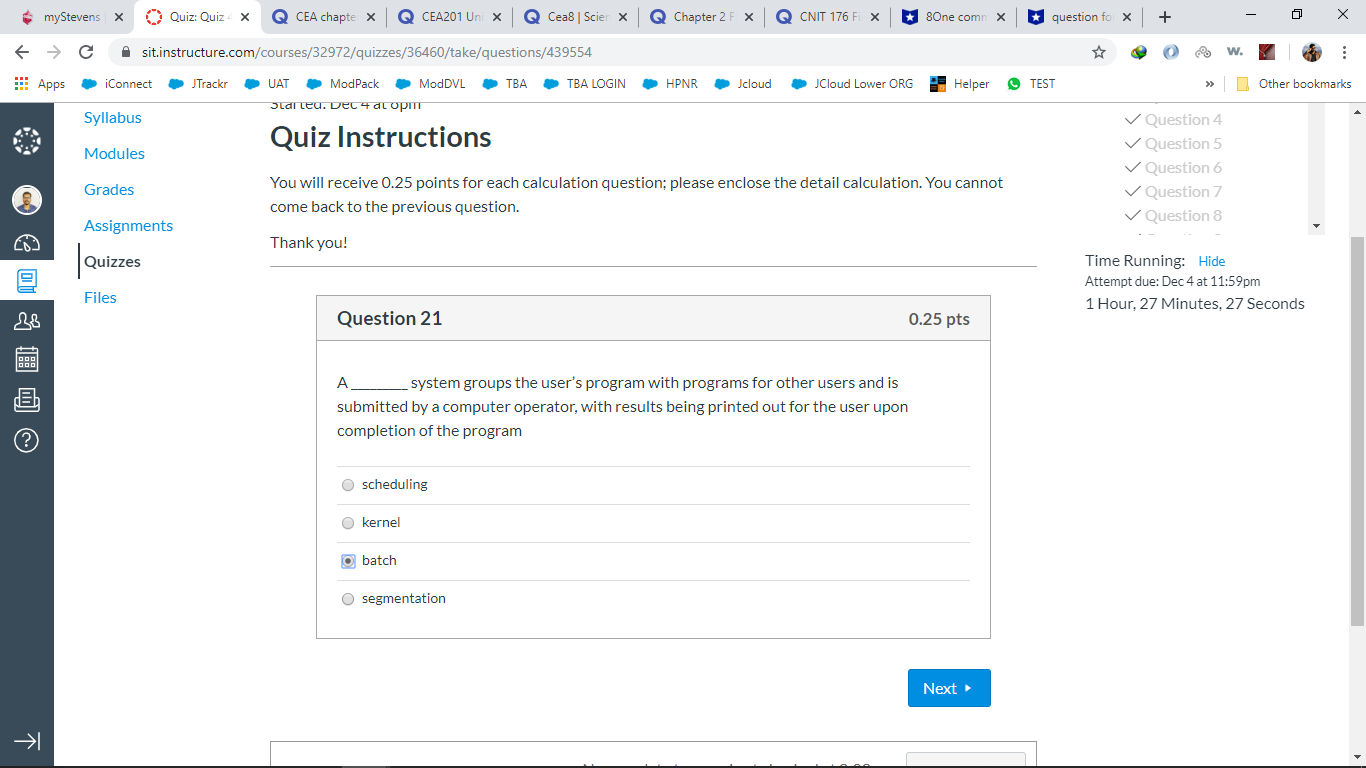 myStevens
Quiz: Quiz
CEA chapte
CEA201 Uni
Cea8 | Scien
Chapter 2 F
CNIT 176 Fi
8One comm
question fo
sit.instructure.com/courses/32972/quizzes/36460/take/questions/439554
w.
Apps
iConnect
JTrackr
UAT
ModPack
ModDVL
TBA
TBA LOGIN
HPNR
Jcloud
JCloud Lower ORG
Helper
TEST
»
Other bookmarks
Syllabus
Modules
Grades
Assignments
Quizzes
Files
Started: Dec 4 at 6pm
Quiz Instructions
You will receive 0.25 points for each calculation question; please enclose the detail calculation. You cannot
come back to the previous question.
Thank you!
Question 21
0.25 pts
A _________ system groups the user’s program with programs for other users and is
submitted by a computer operator, with results being printed out for the user upon
completion of the program
scheduling
kernel
batch
segmentation
Next
Question 4
Question 5
Question 6
Question 7
Question 8
Time Running: Hide
Attempt due: Dec 4 at 11:59pm
1 Hour, 27 Minutes, 27 Seconds